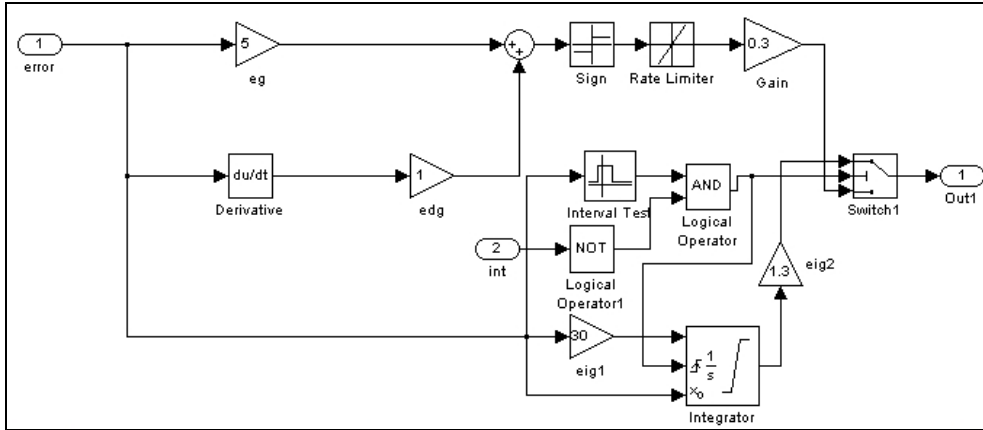 1
error
5
eg
+
+
Sign
Rate Limiter
0.3
Gain
du/dt
Derivative
1
edg
Interval Test
AND
Logical
Operator
Switch1
1
Out1
2
int
NOT
Logical
Operator1
1.3
eig2
30
eig1
1
s
x₀
Integrator